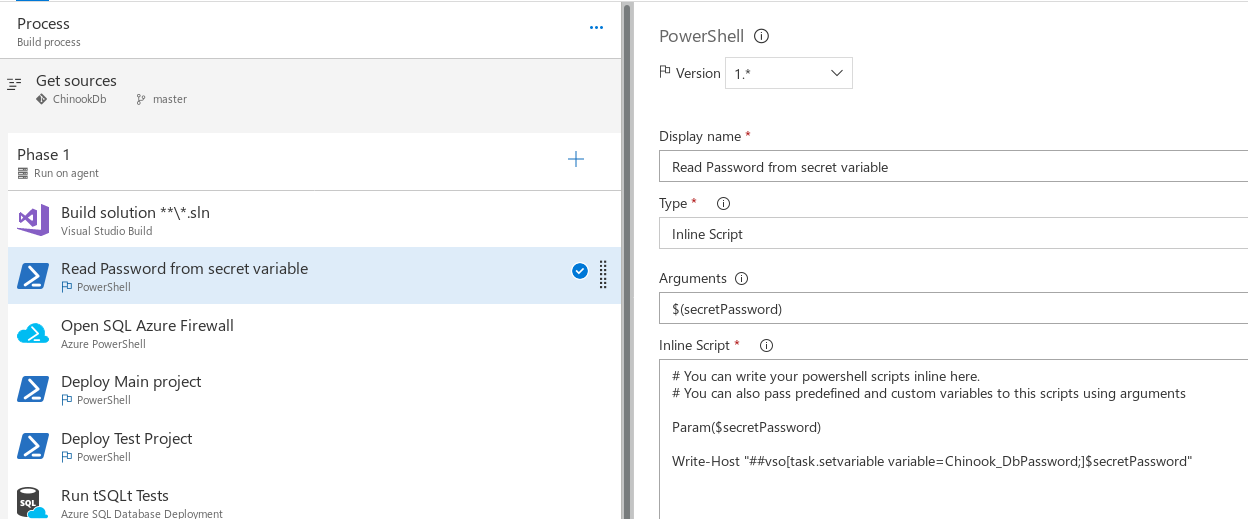 Process
Build process
Get sources
ChinookDb master
Phase 1
Run on agent
Build solution **\*.sln
Visual Studio Build
Read Password from secret variable
PowerShell
Open SQL Azure Firewall
Azure PowerShell
Deploy Main project
PowerShell
Deploy Test Project
PowerShell
SQL
Run tSQLt Tests
Azure SQL Database Deployment
PowerShell
Version 1.*
Display name *
Read Password from secret variable
Type *
Inline Script
Arguments
$(secretPassword)
Inline Script *
# You can write your powershell scripts inline here.
# You can also pass predefined and custom variables to this scripts using arguments
Param($secretPassword)
Write-Host "##vso[task.setvariable variable=Chinook_DbPassword;]$secretPassword"